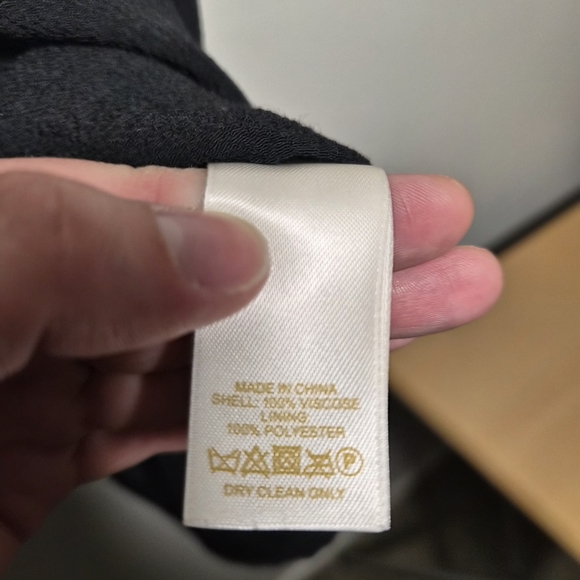 MADE IN CHINA
SHELL: 100% VISCOSE
LINING
100% POLYESTER
P
DRY CLEAN ONLY